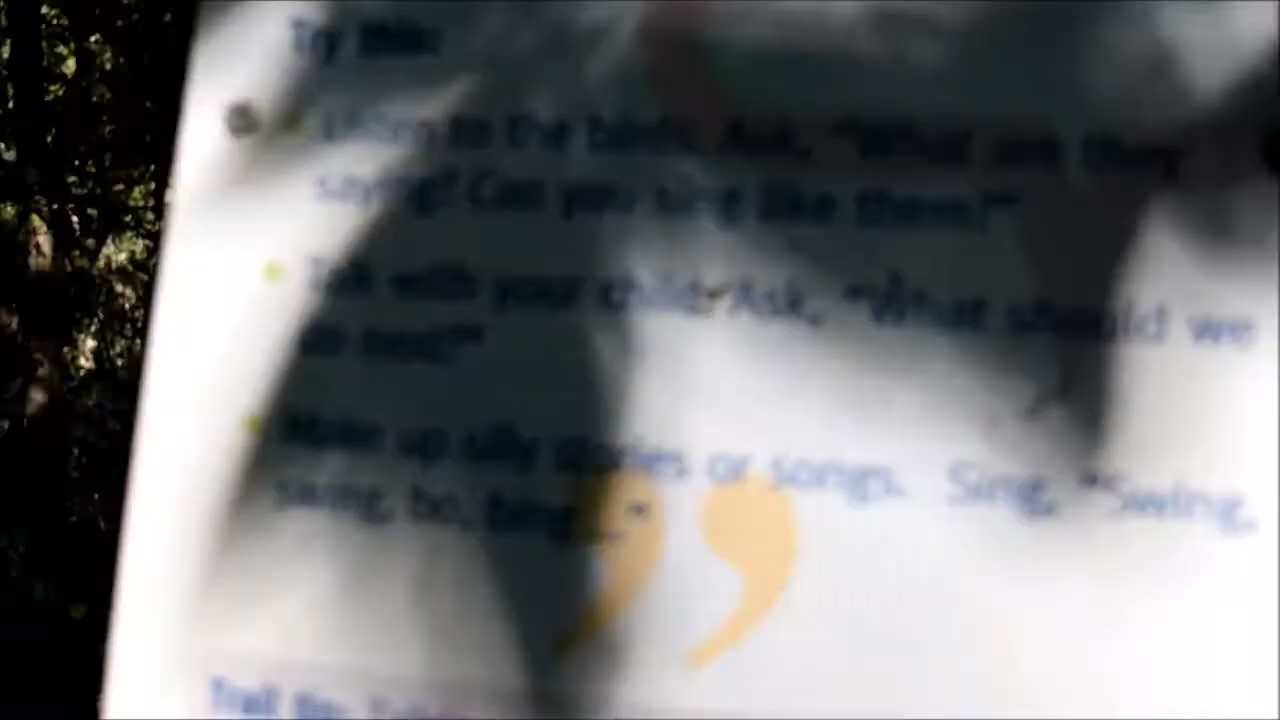 Try this:
Listen to the birds. Ask, "What are they
saying? Can you sing like them?"
Talk with your child. Ask, "What should we
do next?"
Make up silly stories or songs. Sing, "Swing,
swing, bo, bing..."
Trail